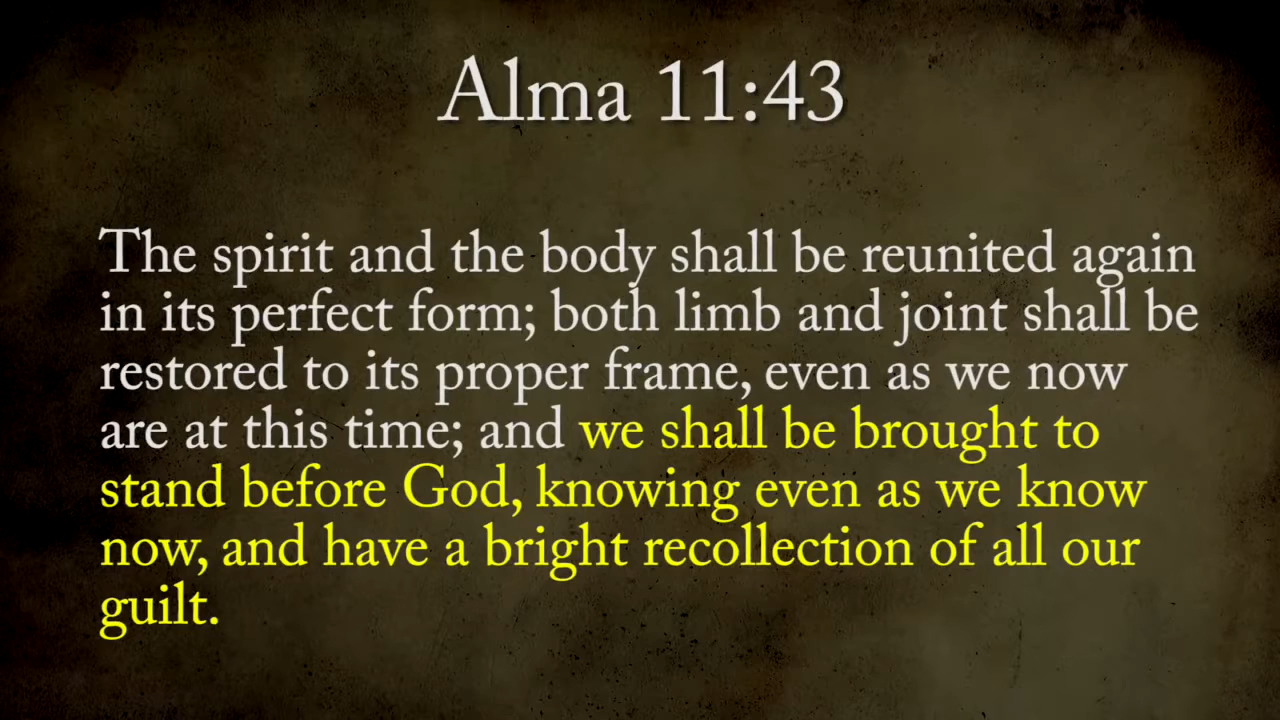 Alma 11:43
The spirit and the body shall be reunited again
in its perfect form; both limb and joint shall be
restored to its proper frame, even as we now
are at this time; and we shall be brought to
stand before God, knowing even as we know
now, and have a bright recollection of all our
guilt.